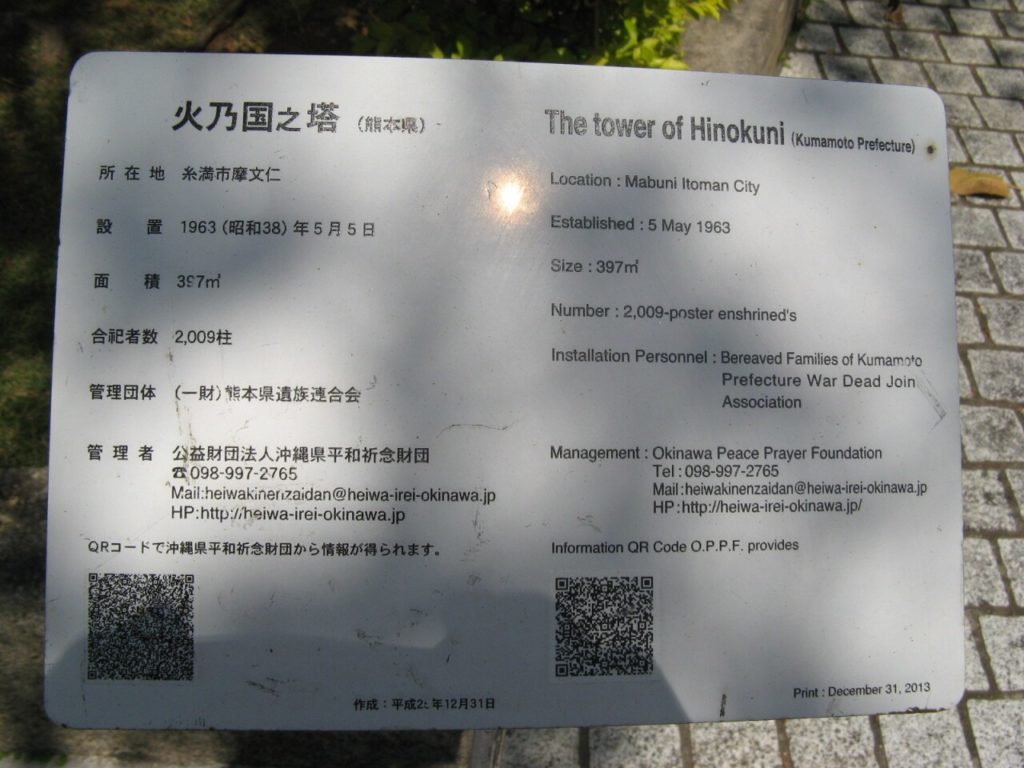 火乃国之塔 (熊本県)
所在地 糸満市摩文仁
設置 1963 (昭和38) 年5月5日
面積 397㎡
合祀者数 2,009柱
管理団体 (一財) 熊本県遺族連合会
管理者 公益財団法人沖縄県平和祈念財団
☎098-997-2765
Mail:heiwakinenzaidan@heiwa-irei-okinawa.jp
HP:http://heiwa-irei-okinawa.jp
QRコードで沖縄県平和祈念財団から情報が得られます。
作成:平成25年12月31日
The tower of Hinokuni (Kumamoto Prefecture)
Location : Mabuni Itoman City
Established : 5 May 1963
Size : 397㎡
Number : 2,009-poster enshrined's
Installation Personnel : Bereaved Families of Kumamoto
Prefecture War Dead Join
Association
Management : Okinawa Peace Prayer Foundation
Tel : 098-997-2765
Mail:heiwakinenzaidan@heiwa-irei-okinawa.jp
HP:http://heiwa-irei-okinawa.jp/
Information QR Code O.P.P.F. provides
Print : December 31, 2013